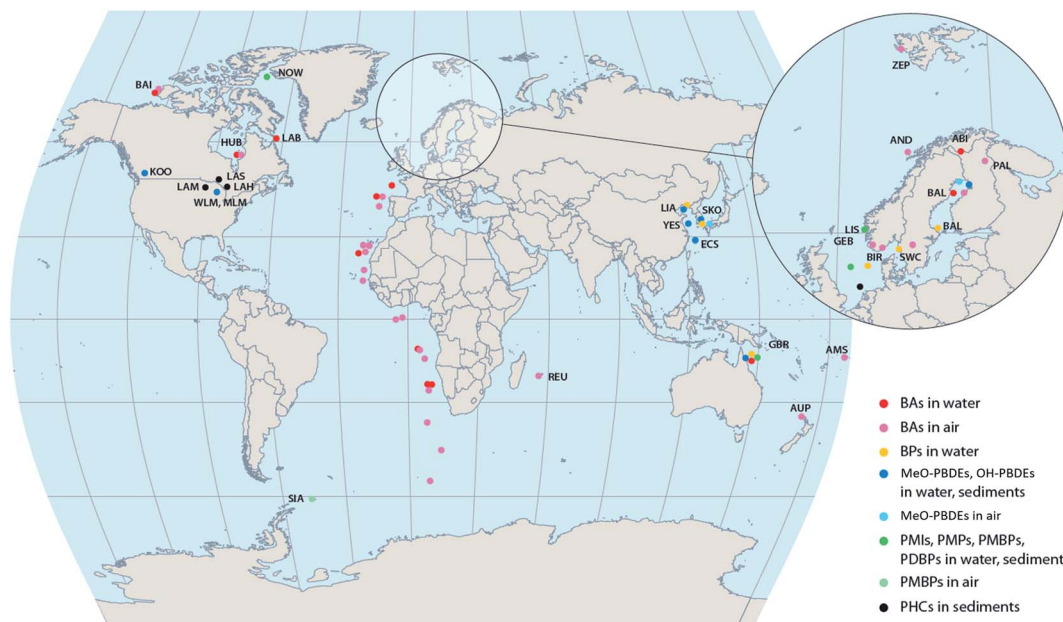 ZEP
NOW
BAI
AND
ABI
LAB
PAL
HUB
LAS
KOO
BAL
LAM
LAH
LIA
SKO
WLM, MLM
YES
LIS
BAL
GEB
ECS
BIR
SWC
GBR
AMS
REU
AUP
SIA
BAs in water
BAs in air
BPs in water
MeO-PBDEs, OH-PBDEs
in water, sediments
MeO-PBDEs in air
PMIs, PMPs, PMBPs,
PDBPs in water, sediment
PMBPs in air
PHCs in sediments